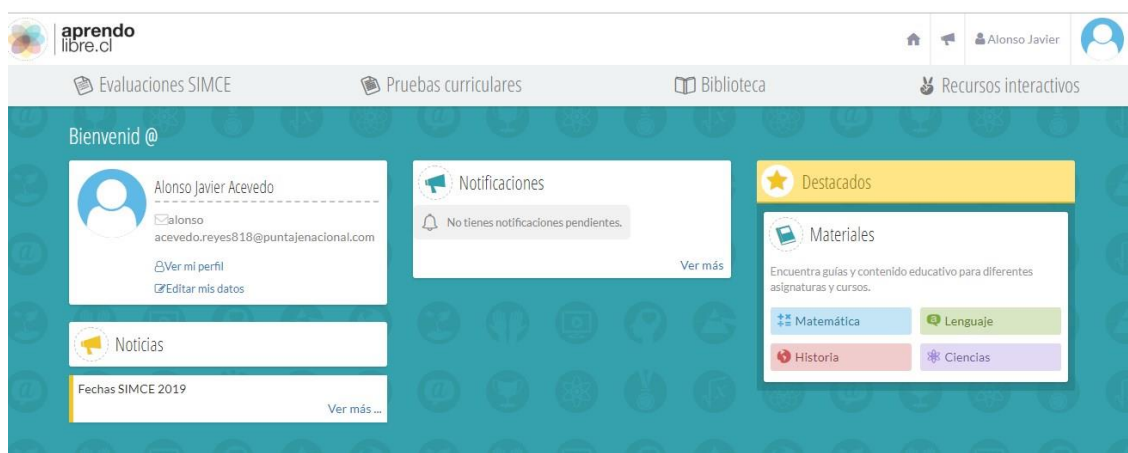 aprendo
libre.cl
Alonso Javier
Evaluaciones SIMCE
Pruebas curriculares
Biblioteca
Recursos interactivos
Bienvenid @
Alonso Javier Acevedo
alonso
acevedo.reyes818@puntajenacional.com
Ver mi perfil
Editar mis datos
Noticias
Fechas SIMCE 2019
Ver más ...
Notificaciones
No tienes notificaciones pendientes.
Ver más
Destacados
Materiales
Encuentra guías y contenido educativo para diferentes
asignaturas y cursos.
Matemática
Lenguaje
Historia
Ciencias